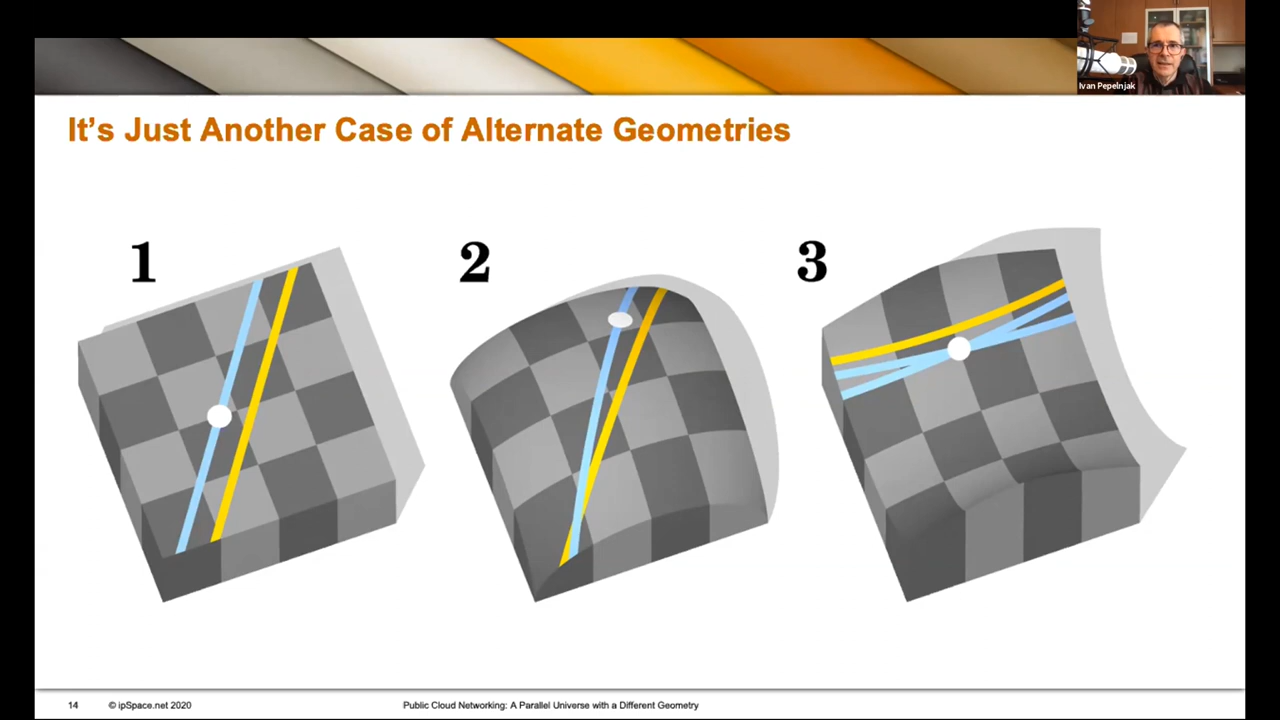 Ivan Pepelnjak
It's Just Another Case of Alternate Geometries
1
2
3
14
© ipSpace.net 2020
Public Cloud Networking: A Parallel Universe with a Different Geometry